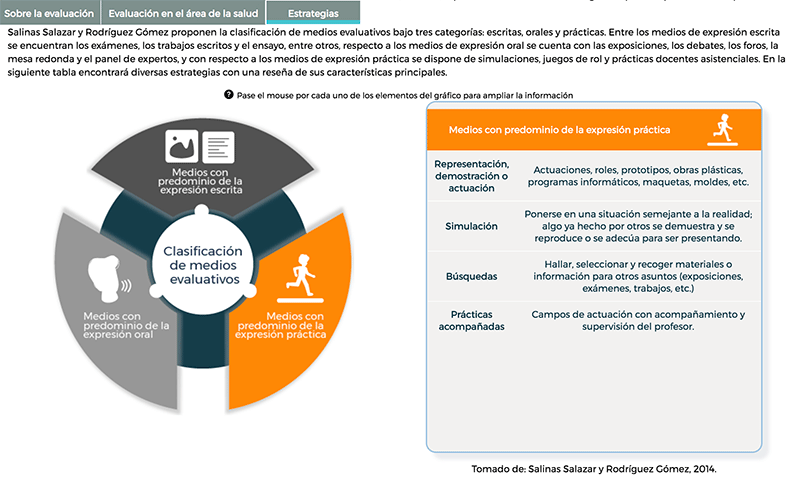 Sobre la evaluación
Evaluación en el área de la salud
Estrategias
Salinas Salazar y Rodríguez Gómez proponen la clasificación de medios evaluativos bajo tres categorías: escritas, orales y prácticas. Entre los medios de expresión escrita
se encuentran los exámenes, los trabajos escritos y el ensayo, entre otros, respecto a los medios de expresión oral se cuenta con las exposiciones, los debates, los foros, la
mesa redonda y el panel de expertos, y con respecto a los medios de expresión práctica se dispone de simulaciones, juegos de rol y prácticas docentes asistenciales. En la
siguiente tabla encontrará diversas estrategias con una reseña de sus características principales.
? Pase el mouse por cada uno de los elementos del gráfico para ampliar la información
Medios con
predominio de la
expresión escrita
Clasificación
de medios
evaluativos
Medios con
predominio de la
expresión oral
Medios con
predominio de la
expresión práctica
Medios con predominio de la expresión práctica
Representación,
demostración o
actuación
Actuaciones, roles, prototipos, obras plásticas,
programas informáticos, maquetas, moldes, etc.
Simulación
Ponerse en una situación semejante a la realidad;
algo ya hecho por otros se demuestra y se
reproduce o se adecúa para ser presentando.
Búsquedas
Hallar, seleccionar y recoger materiales o
información para otros asuntos (exposiciones,
exámenes, trabajos, etc.)
Prácticas
acompañadas
Campos de actuación con acompañamiento y
supervisión del profesor.
Tomado de: Salinas Salazar y Rodríguez Gómez, 2014.